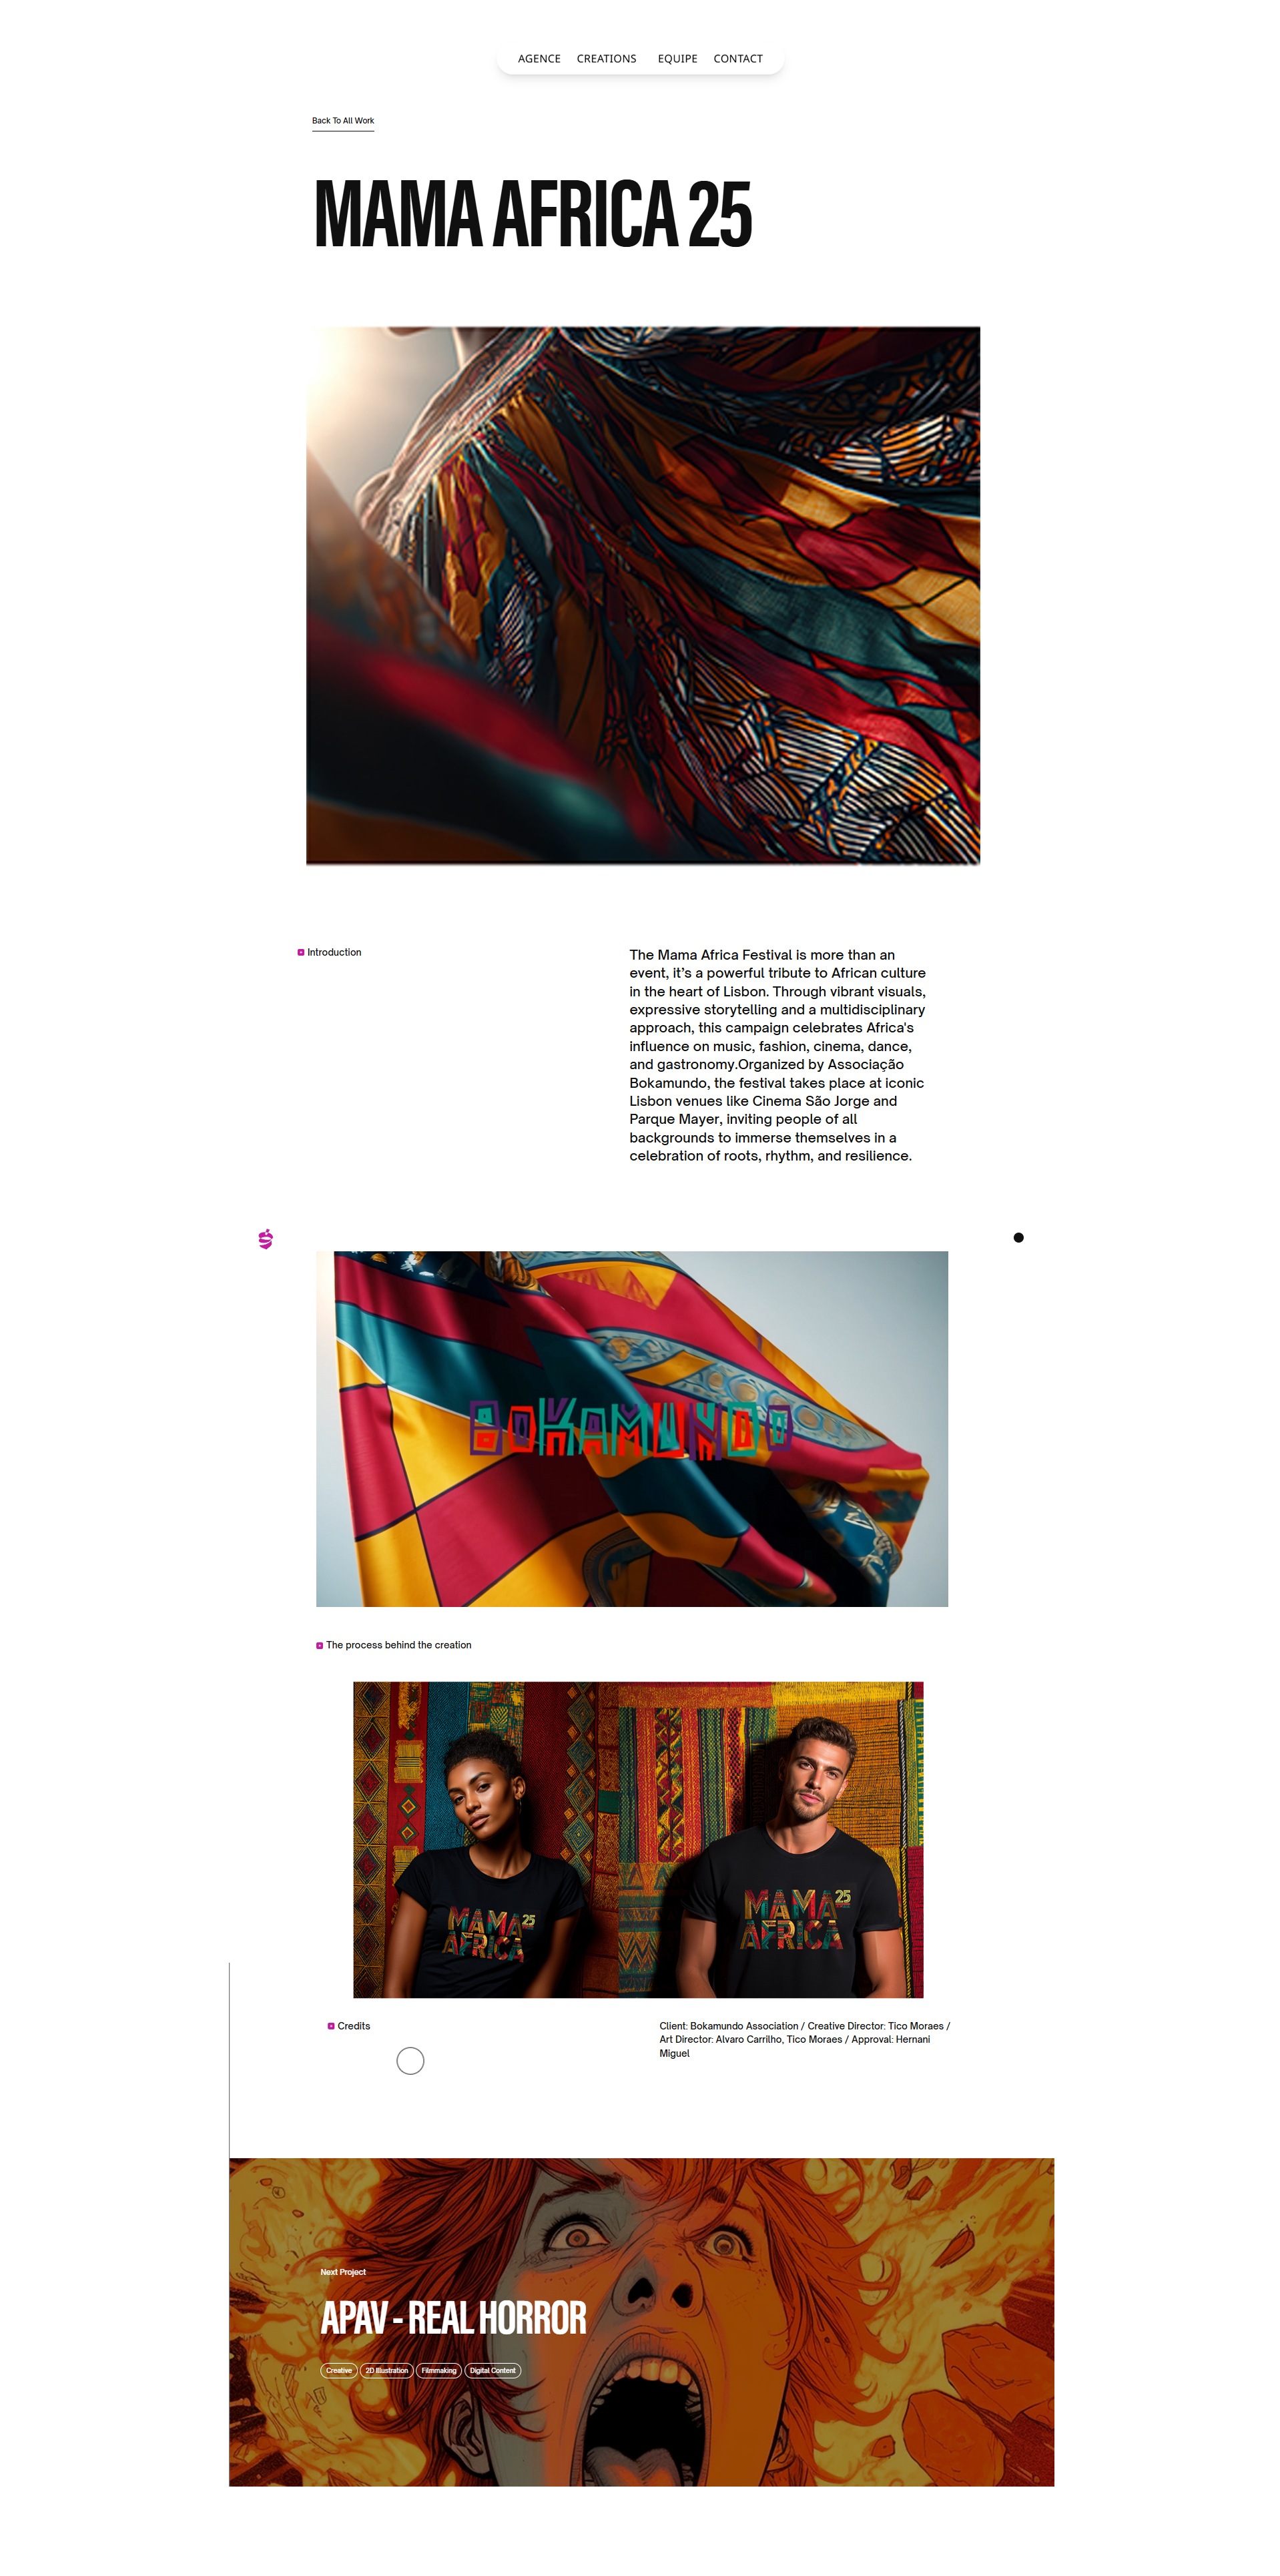 AGENCE CREATIONS EQUIPE CONTACT
Back To All Work
MAMA AFRICA 25
Introduction
The Mama Africa Festival is more than an
event, it’s a powerful tribute to African culture
in the heart of Lisbon. Through vibrant visuals,
expressive storytelling and a multidisciplinary
approach, this campaign celebrates Africa's
influence on music, fashion, cinema, dance,
and gastronomy.Organized by Associação
Bokamundo, the festival takes place at iconic
Lisbon venues like Cinema São Jorge and
Parque Mayer, inviting people of all
backgrounds to immerse themselves in a
celebration of roots, rhythm, and resilience.
BOKAMUNDO
The process behind the creation
MAMA 25
AFRICA
MAMA 25
AFRICA
Credits
Client: Bokamundo Association / Creative Director: Tico Moraes /
Art Director: Alvaro Carrilho, Tico Moraes / Approval: Hernani
Miguel
Next Project
APAV - REAL HORROR
Creative 2D Illustration Filmmaking Digital Content